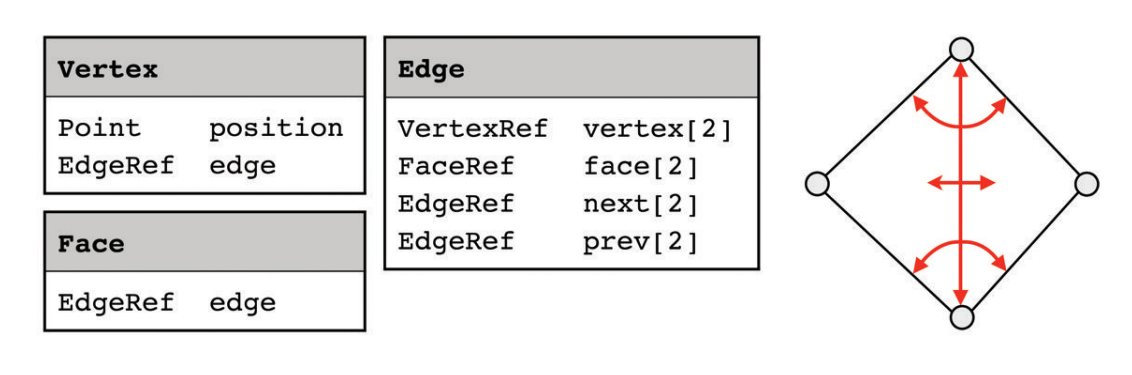 Vertex
Point position
EdgeRef edge
Face
EdgeRef edge
Edge
VertexRef vertex[2]
FaceRef face[2]
EdgeRef next[2]
EdgeRef prev[2]